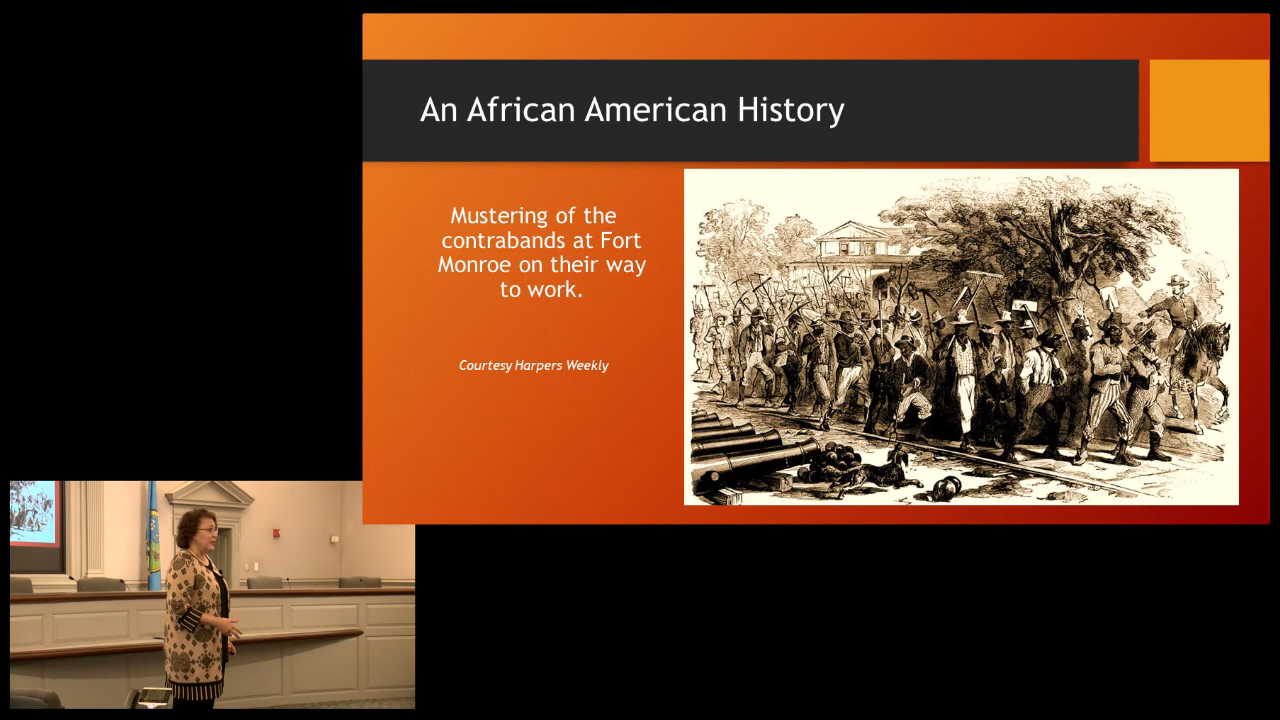 An African American History
Mustering of the
contrabands at Fort
Monroe on their way
to work.
Courtesy Harpers Weekly